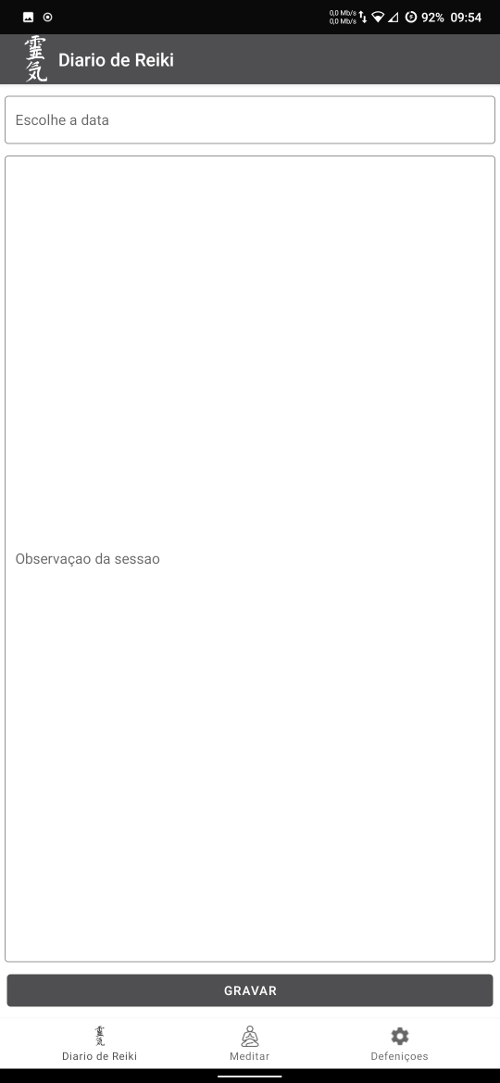 0,0 Mb/s
0,0 Mb/s
92% 09:54
靈気 Diario de Reiki
Escolhe a data
Observaçao da sessao
GRAVAR
靈気
Diario de Reiki Meditar Defeniçoes